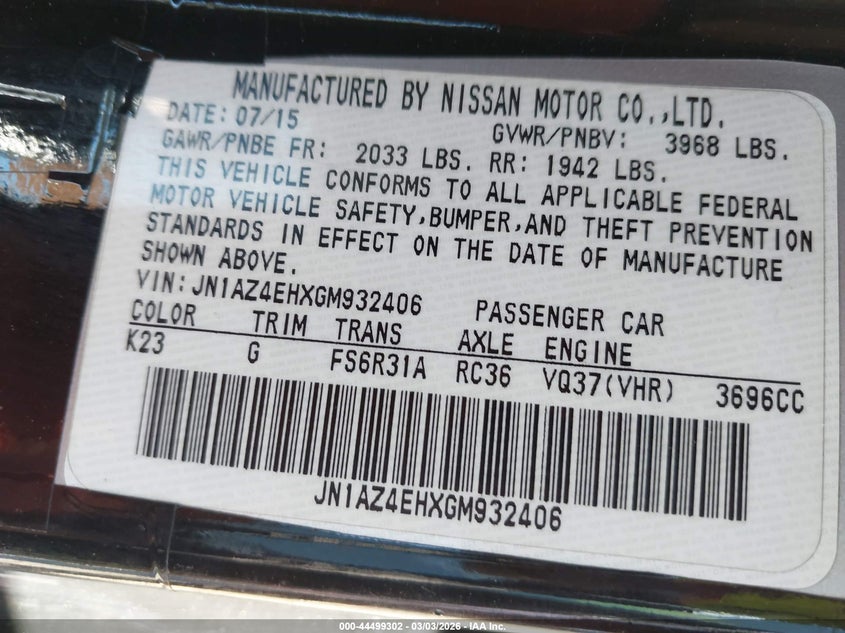 MANUFACTURED BY NISSAN MOTOR CO.,LTD.
DATE: 07/15 GVWR/PNBV: 3968 LBS.
GAWR/PNBE FR: 2033 LBS. RR: 1942 LBS.
THIS VEHICLE CONFORMS TO ALL APPLICABLE FEDERAL
MOTOR VEHICLE SAFETY,BUMPER,AND THEFT PREVENTION
STANDARDS IN EFFECT ON THE DATE OF MANUFACTURE
SHOWN ABOVE.
VIN:JN1AZ4EHXGM932406 PASSENGER CAR
COLOR TRIM TRANS AXLE ENGINE
K23 G FS6R31A RC36 VQ37(VHR) 3696CC
JN1AZ4EHXGM932406
000-44499302 - 03/03/2026 - IAA Inc.